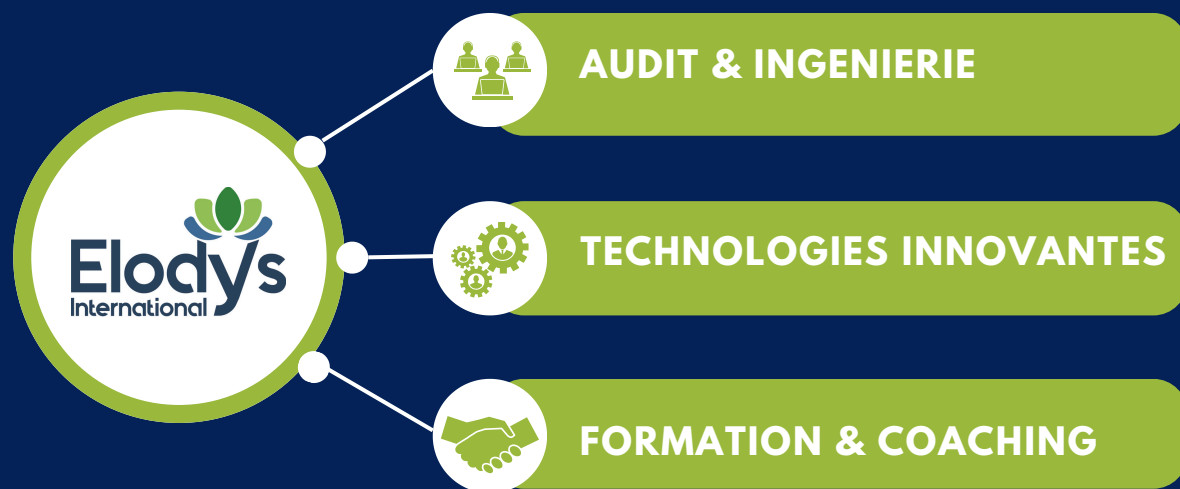 Elodys
International
AUDIT & INGENIERIE
TECHNOLOGIES INNOVANTES
FORMATION & COACHING